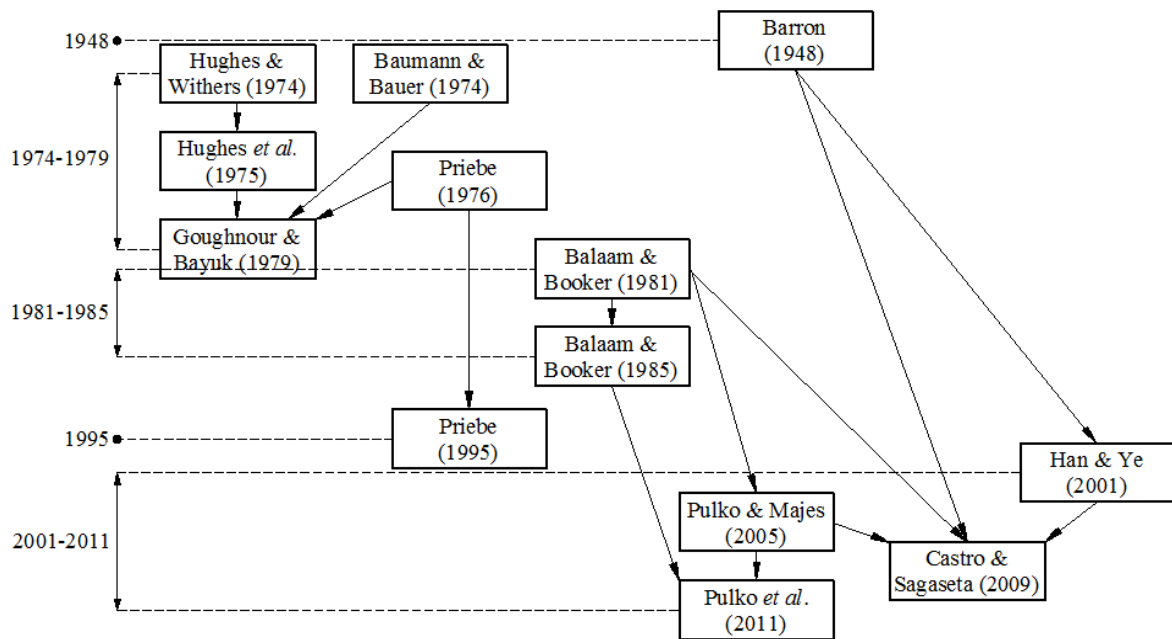 1948
Barron
(1948)
Hughes &
Withers (1974)
Baumann &
Bauer (1974)
1974-1979
Hughes et al.
(1975)
Priebe
(1976)
Goughnour &
Bayuk (1979)
Balaam &
Booker (1981)
1981-1985
Balaam &
Booker (1985)
1995
Priebe
(1995)
Han & Ye
(2001)
2001-2011
Pulko & Majes
(2005)
Castro &
Sagaseta (2009)
Pulko et al.
(2011)